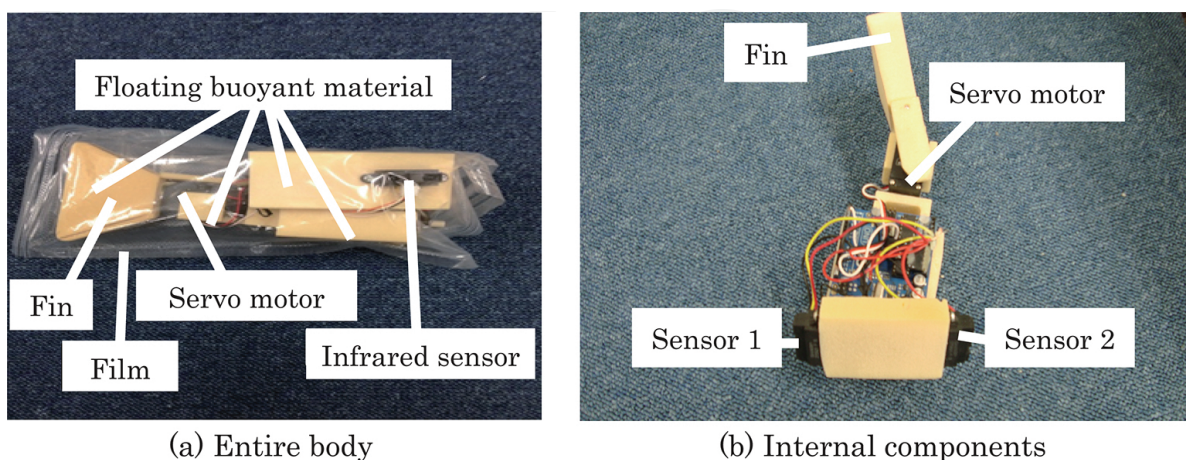 Floating buoyant material
Fin
Servo motor
Film
Infrared sensor
(a) Entire body
Fin
Servo motor
Sensor 1
Sensor 2
(b) Internal components